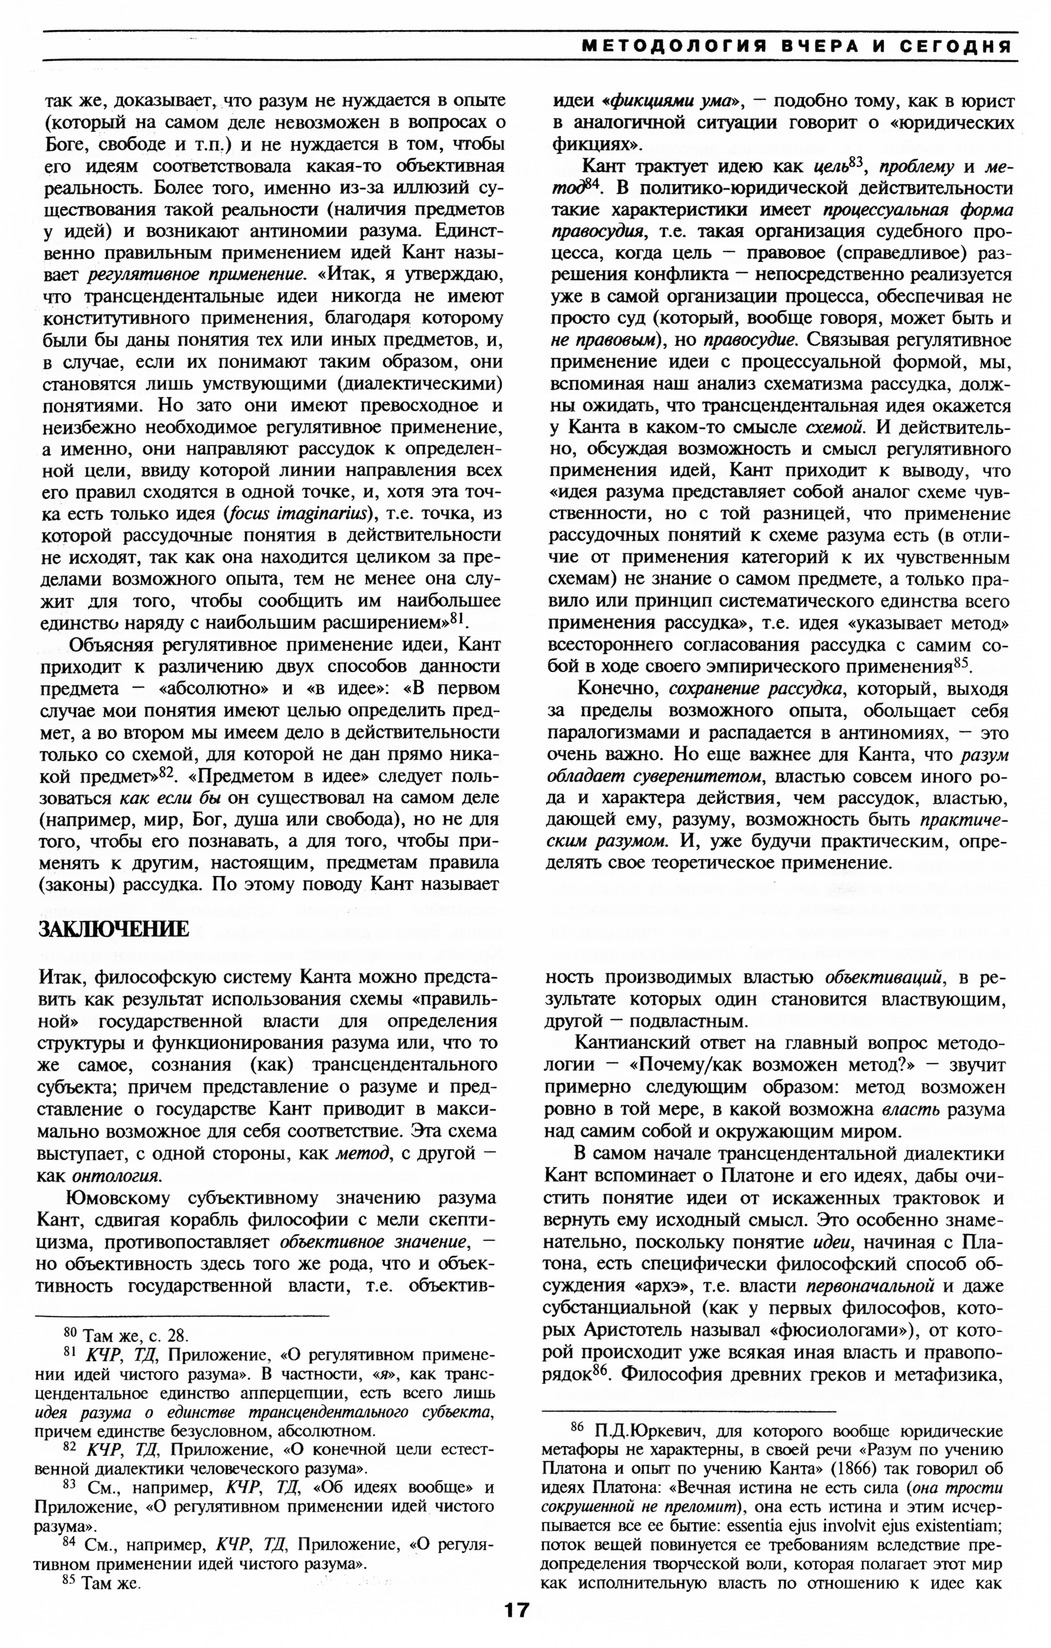 МЕТОДОЛОГИЯ ВЧЕРА И СЕГОДНЯ
так же, доказывает, что разум не нуждается в опыте
(который на самом деле невозможен в вопросах о
Боге, свободе и т.п.) и не нуждается в том, чтобы
его идеям соответствовала какая-то объективная
реальность. Более того, именно из-за иллюзий су-
ществования такой реальности (наличия предметов
у идей) и возникают антиномии разума. Единст-
венно правильным применением идей Кант назы-
вает регулятивное применение. «Итак, я утверждаю,
что трансцендентальные идеи никогда не имеют
конститутивного применения, благодаря которому
были бы даны понятия тех или иных предметов, и,
в случае, если их понимают таким образом, они
становятся лишь умствующими (диалектическими)
понятиями. Но зато они имеют превосходное и
неизбежно необходимое регулятивное применение,
а именно, они направляют рассудок к определен-
ной цели, ввиду которой линии направления всех
его правил сходятся в одной точке, и, хотя эта точ-
ка есть только идея (focus imaginarius), т.е. точка, из
которой рассудочные понятия в действительности
не исходят, так как она находится целиком за пре-
делами возможного опыта, тем не менее она слу-
жит для того, чтобы сообщить им наибольшее
единство наряду с наибольшим расширением»81.
Объясняя регулятивное применение идеи, Кант
приходит к различению двух способов данности
предмета — «абсолютно» и «в идее»: «В первом
случае мои понятия имеют целью определить пред-
мет, а во втором мы имеем дело в действительности
только со схемой, для которой не дан прямо ника-
кой предмет»82. «Предметом в идее» следует поль-
зоваться как если бы он существовал на самом деле
(например, мир, Бог, душа или свобода), но не для
того, чтобы его познавать, а для того, чтобы при-
менять к другим, настоящим, предметам правила
(законы) рассудка. По этому поводу Кант называет
идеи «фикциями ума», — подобно тому, как в юрист
в аналогичной ситуации говорит о «юридических
фикциях».
Кант трактует идею как цель83, проблему и ме-
тод84. В политико-юридической действительности
такие характеристики имеет процессуальная форма
правосудия, т.е. такая организация судебного про-
цесса, когда цель — правовое (справедливое) раз-
решения конфликта — непосредственно реализуется
уже в самой организации процесса, обеспечивая не
просто суд (который, вообще говоря, может быть и
не правовым), но правосудие. Связывая регулятивное
применение идеи с процессуальной формой, мы,
вспоминая наш анализ схематизма рассудка, долж-
ны ожидать, что трансцендентальная идея окажется
у Канта в каком-то смысле схемой. И действитель-
но, обсуждая возможность и смысл регулятивного
применения идей, Кант приходит к выводу, что
«идея разума представляет собой аналог схеме чув-
ственности, но с той разницей, что применение
рассудочных понятий к схеме разума есть (в отли-
чие от применения категорий к их чувственным
схемам) не знание о самом предмете, а только пра-
вило или принцип систематического единства всего
применения рассудка», т.е. идея «указывает метод»
всестороннего согласования рассудка с самим со-
бой в ходе своего эмпирического применения85.
Конечно, сохранение рассудка, который, выходя
за пределы возможного опыта, обольщает себя
паралогизмами и распадается в антиномиях, — это
очень важно. Но еще важнее для Канта, что разум
обладает суверенитетом, властью совсем иного ро-
да и характера действия, чем рассудок, властью,
дающей ему, разуму, возможность быть практиче-
ским разумом. И, уже будучи практическим, опре-
делять свое теоретическое применение.
ЗАКЛЮЧЕНИЕ
Итак, философскую систему Канта можно предста-
вить как результат использования схемы «правиль-
ной» государственной власти для определения
структуры и функционирования разума или, что то
же самое, сознания (как) трансцендентального
субъекта; причем представление о разуме и пред-
ставление о государстве Кант приводит в макси-
мально возможное для себя соответствие. Эта схема
выступает, с одной стороны, как метод, с другой —
как онтология.
Юмовскому субъективному значению разума
Кант, сдвигая корабль философии с мели скепти-
цизма, противопоставляет объективное значение, —
но объективность здесь того же рода, что и объек-
тивность государственной власти, т.е. объектив-
ность производимых властью объективаций, в ре-
зультате которых один становится властвующим,
другой — подвластным.
Кантианский ответ на главный вопрос методо-
логии — «Почему/как возможен метод?» — звучит
примерно следующим образом: метод возможен
ровно в той мере, в какой возможна власть разума
над самим собой и окружающим миром.
В самом начале трансцендентальной диалектики
Кант вспоминает о Платоне и его идеях, дабы очи-
стить понятие идеи от искаженных трактовок и
вернуть ему исходный смысл. Это особенно знаме-
нательно, поскольку понятие идеи, начиная с Пла-
тона, есть специфически философский способ об-
суждения «архэ», т.е. власти первоначальной и даже
субстанциальной (как у первых философов, кото-
рых Аристотель называл «фюсиологами»), от кото-
рой происходит уже всякая иная власть и правопо-
рядок86. Философия древних греков и метафизика,
80 Там же, с. 28.
81 КЧР, ТД, Приложение, «О регулятивном примене-
нии идей чистого разума». В частности, «я», как транс-
цендентальное единство апперцепции, есть всего лишь
идея разума о единстве трансцендентального субъекта,
причем единстве безусловном, абсолютном.
82 КЧР, ТД, Приложение, «О конечной цели естест-
венной диалектики человеческого разума».
83 См., например, КЧР, ТД, «Об идеях вообще» и
Приложение, «О регулятивном применении идей чистого
разума».
84 См., например, КЧР, ТД, Приложение, «О регуля-
тивном применении идей чистого разума».
85 Там же.
86 П.Д.Юркевич, для которого вообще юридические
метафоры не характерны, в своей речи «Разум по учению
Платона и опыт по учению Канта» (1866) так говорил об
идеях Платона: «Вечная истина не есть сила (она трости
сокрушенной не преломит), она есть истина и этим исчер-
пывается все ее бытие: essentia ejus involvit ejus existentiam;
поток вещей повинуется ее требованиям вследствие пре-
допределения творческой воли, которая полагает этот мир
как исполнительную власть по отношению к идее как
17